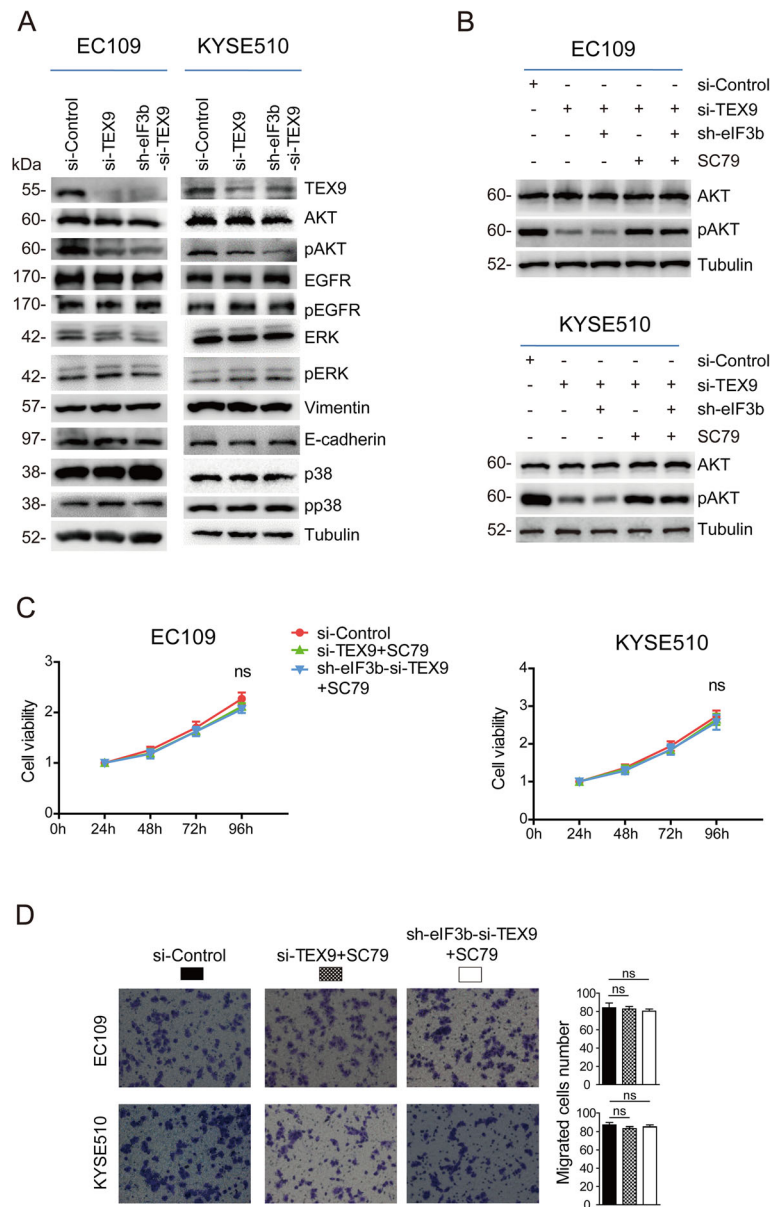 A
EC109
KYSE510
si-Control
si-TEX9
sh-eIF3b
-si-TEX9
si-Control
si-TEX9
sh-eIF3b
-si-TEX9
kDa
55-
TEX9
60-
AKT
60-
pAKT
170-
EGFR
170-
pEGFR
42-
ERK
42-
pERK
57-
Vimentin
97-
E-cadherin
38-
p38
38-
pp38
52-
Tubulin
B
EC109
+ - - - - si-Control
- + + + + si-TEX9
- - + - + sh-eIF3b
- - - + + SC79
60-
AKT
60-
pAKT
52-
Tubulin
KYSE510
+ - - - - si-Control
- + + + + si-TEX9
- - + - + sh-eIF3b
- - - + + SC79
60-
AKT
60-
pAKT
52-
Tubulin
C
EC109
si-Control
si-TEX9+SC79
sh-eIF3b-si-TEX9
+SC79
Cell viability
3
2
1
0
0h 24h 48h 72h 96h
ns
KYSE510
Cell viability
4
3
2
1
0
0h 24h 48h 72h 96h
ns
D
si-Control
si-TEX9+SC79
sh-eIF3b-si-TEX9
+SC79
EC109
KYSE510
Migrated cells number
ns
ns
100
80
60
40
20
0
ns
ns
100
80
60
40
20
0